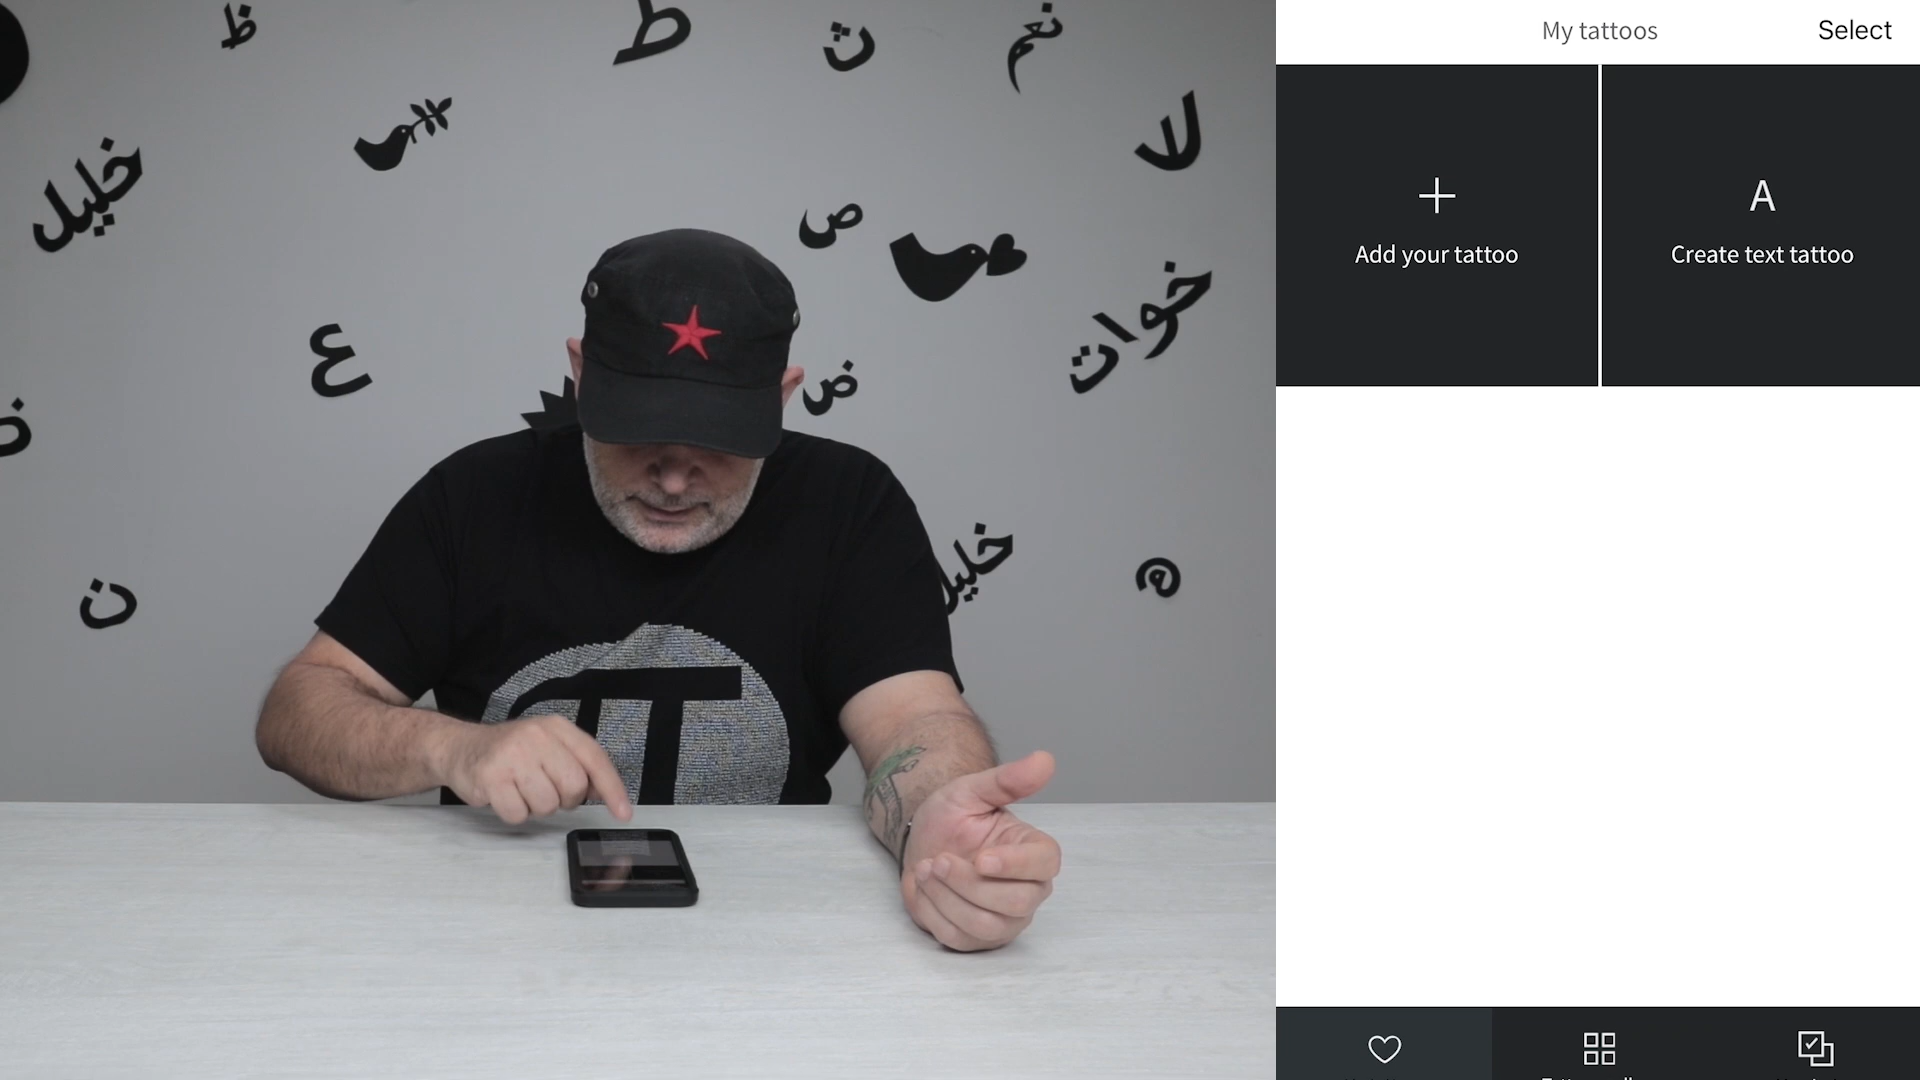 ظ
ط
ث
نعم
لا
خليل
ص
خوات
ع
ض
ن
خليل
π
My tattoos
Select
Add your tattoo
A
Create text tattoo